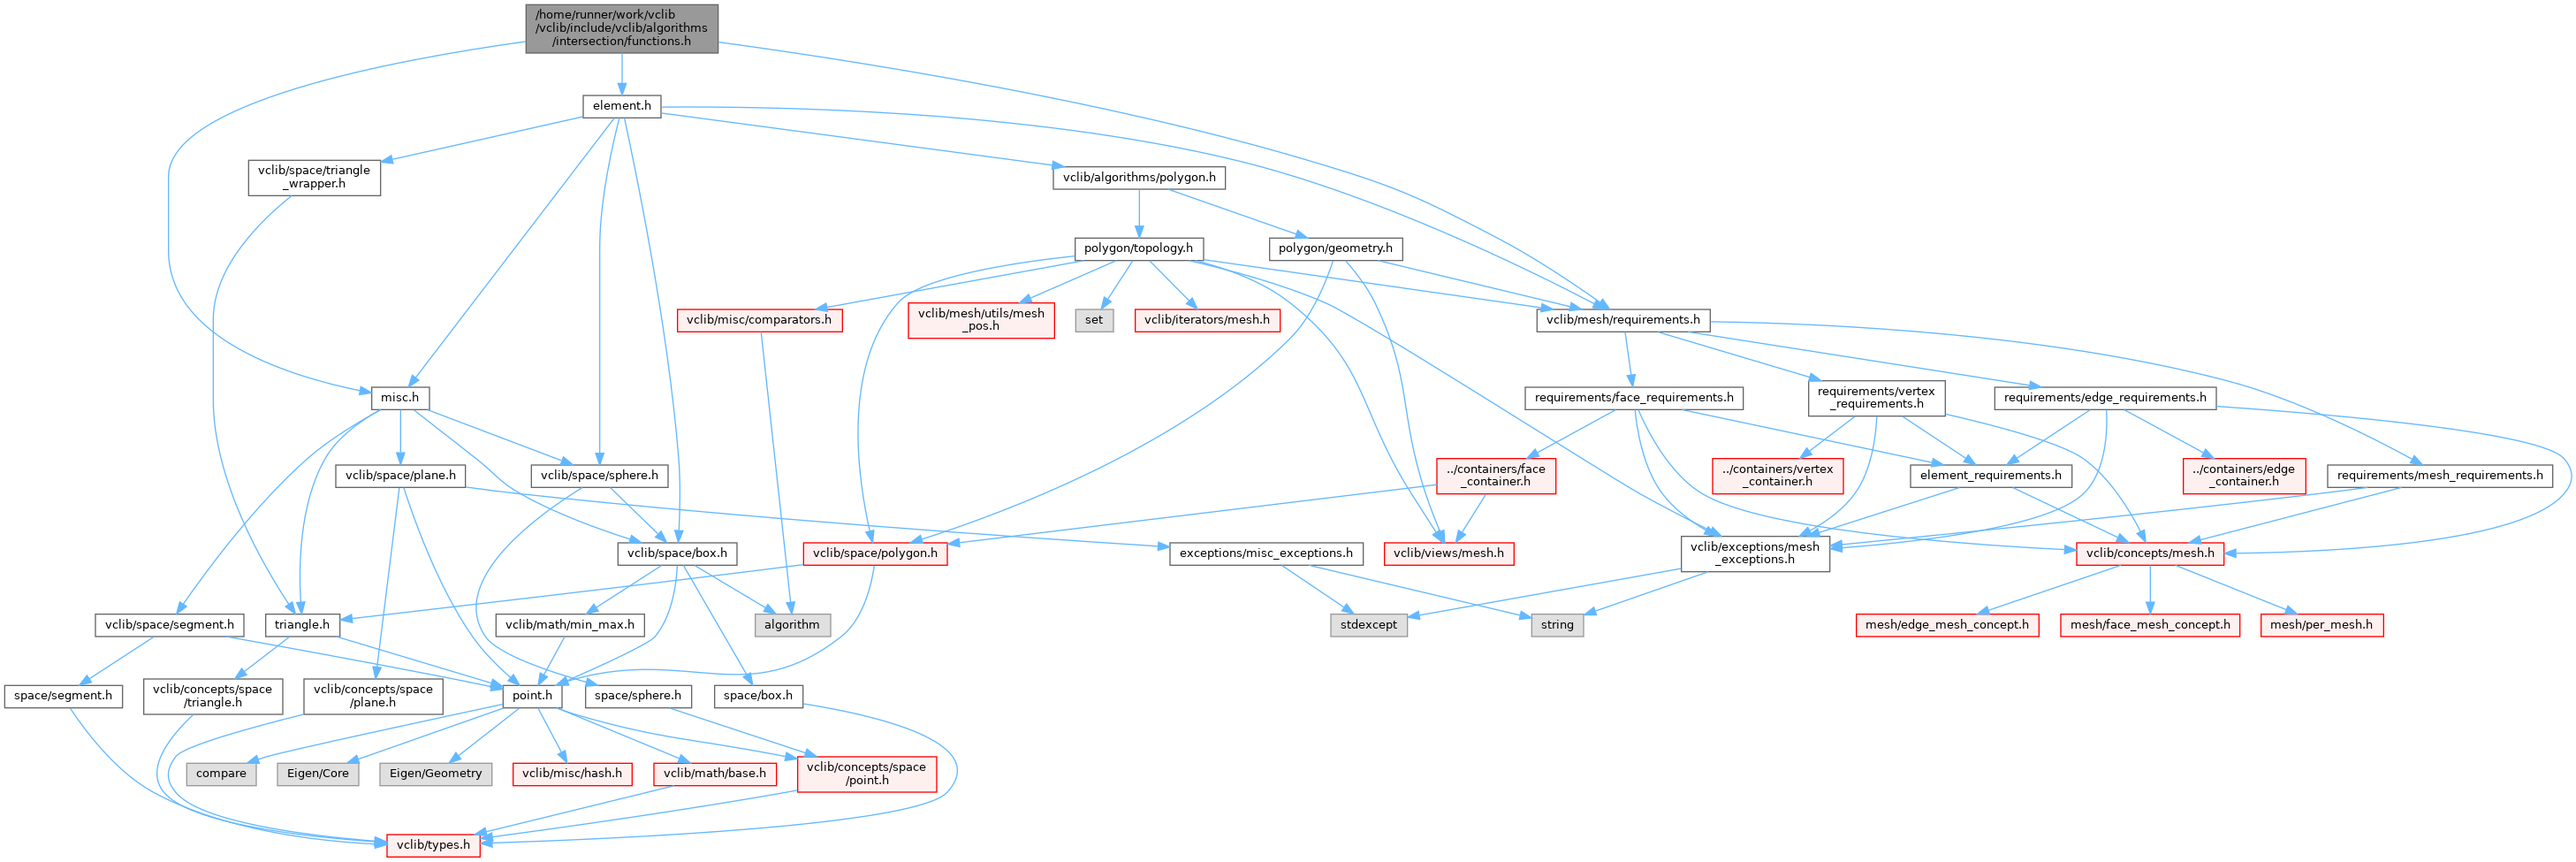 /home/runner/work/vclib
/vclib/include/vclib/algorithms
/intersection/functions.h
element.h
vclib/space/triangle
_wrapper.h
vclib/algorithms/polygon.h
polygon/topology.h
polygon/geometry.h
vclib/misc/comparators.h
vclib/mesh/utils/mesh
_pos.h
set
vclib/iterators/mesh.h
vclib/mesh/requirements.h
misc.h
requirements/face_requirements.h
requirements/vertex
_requirements.h
requirements/edge_requirements.h
vclib/space/plane.h
vclib/space/sphere.h
../containers/face
_container.h
../containers/vertex
_container.h
element_requirements.h
../containers/edge
_container.h
requirements/mesh_requirements.h
vclib/space/box.h
vclib/space/polygon.h
exceptions/misc_exceptions.h
vclib/views/mesh.h
vclib/exceptions/mesh
_exceptions.h
vclib/concepts/mesh.h
vclib/space/segment.h
triangle.h
vclib/math/min_max.h
algorithm
stdexcept
string
mesh/edge_mesh_concept.h
mesh/face_mesh_concept.h
mesh/per_mesh.h
space/segment.h
vclib/concepts/space
/triangle.h
vclib/concepts/space
/plane.h
point.h
space/sphere.h
space/box.h
compare
Eigen/Core
Eigen/Geometry
vclib/misc/hash.h
vclib/math/base.h
vclib/concepts/space
/point.h
vclib/types.h